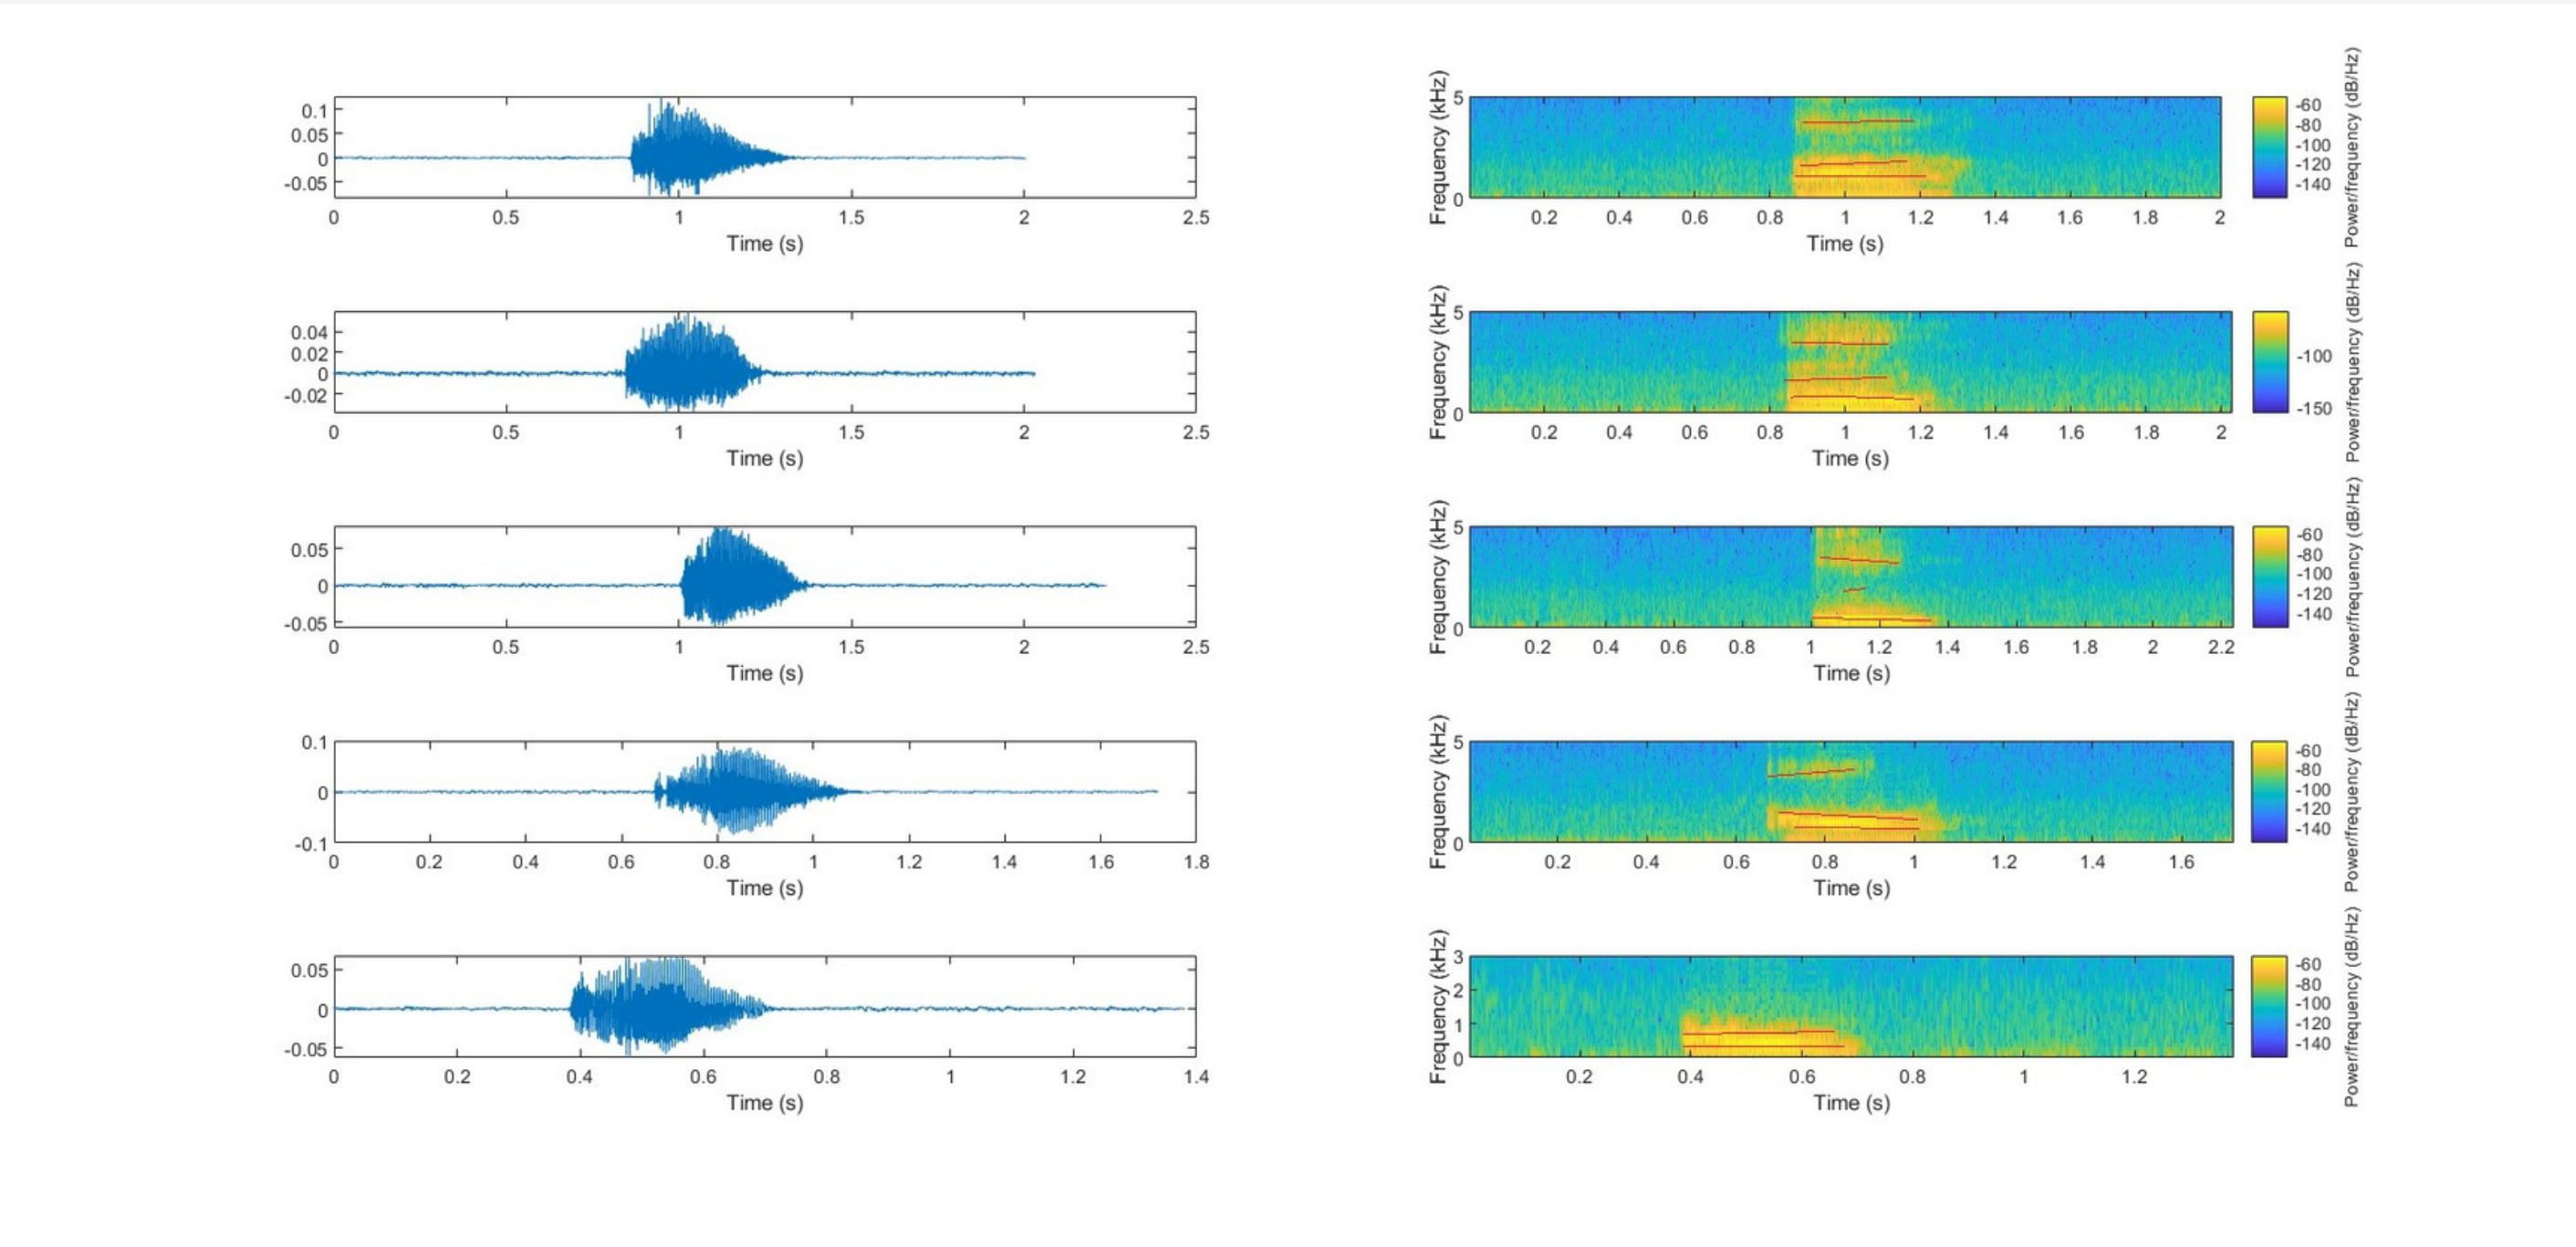 0.1
0.05
0
-0.05
0 0.5 1 1.5 2 2.5
Time (s)
Frequency (kHz)
5
0
0.2 0.4 0.6 0.8 1 1.2 1.4 1.6 1.8 2
Time (s)
-60
-80
-100
-120
-140
Power/frequency (dB/Hz)
0.04
0.02
0
-0.02
0 0.5 1 1.5 2 2.5
Time (s)
Frequency (kHz)
5
0
0.2 0.4 0.6 0.8 1 1.2 1.4 1.6 1.8 2
Time (s)
-100
-150
Power/frequency (dB/Hz)
0.05
0
-0.05
0 0.5 1 1.5 2 2.5
Time (s)
Frequency (kHz)
5
0
0.2 0.4 0.6 0.8 1 1.2 1.4 1.6 1.8 2 2.2
Time (s)
-60
-80
-100
-120
-140
Power/frequency (dB/Hz)
0.1
0
-0.1
0 0.2 0.4 0.6 0.8 1 1.2 1.4 1.6 1.8
Time (s)
Frequency (kHz)
5
0
0.2 0.4 0.6 0.8 1 1.2 1.4 1.6
Time (s)
-60
-80
-100
-120
-140
Power/frequency (dB/Hz)
0.05
0
-0.05
0 0.2 0.4 0.6 0.8 1 1.2 1.4
Time (s)
Frequency (kHz)
3
2
1
0
0.2 0.4 0.6 0.8 1 1.2
Time (s)
-60
-80
-100
-120
-140
Power/frequency (dB/Hz)